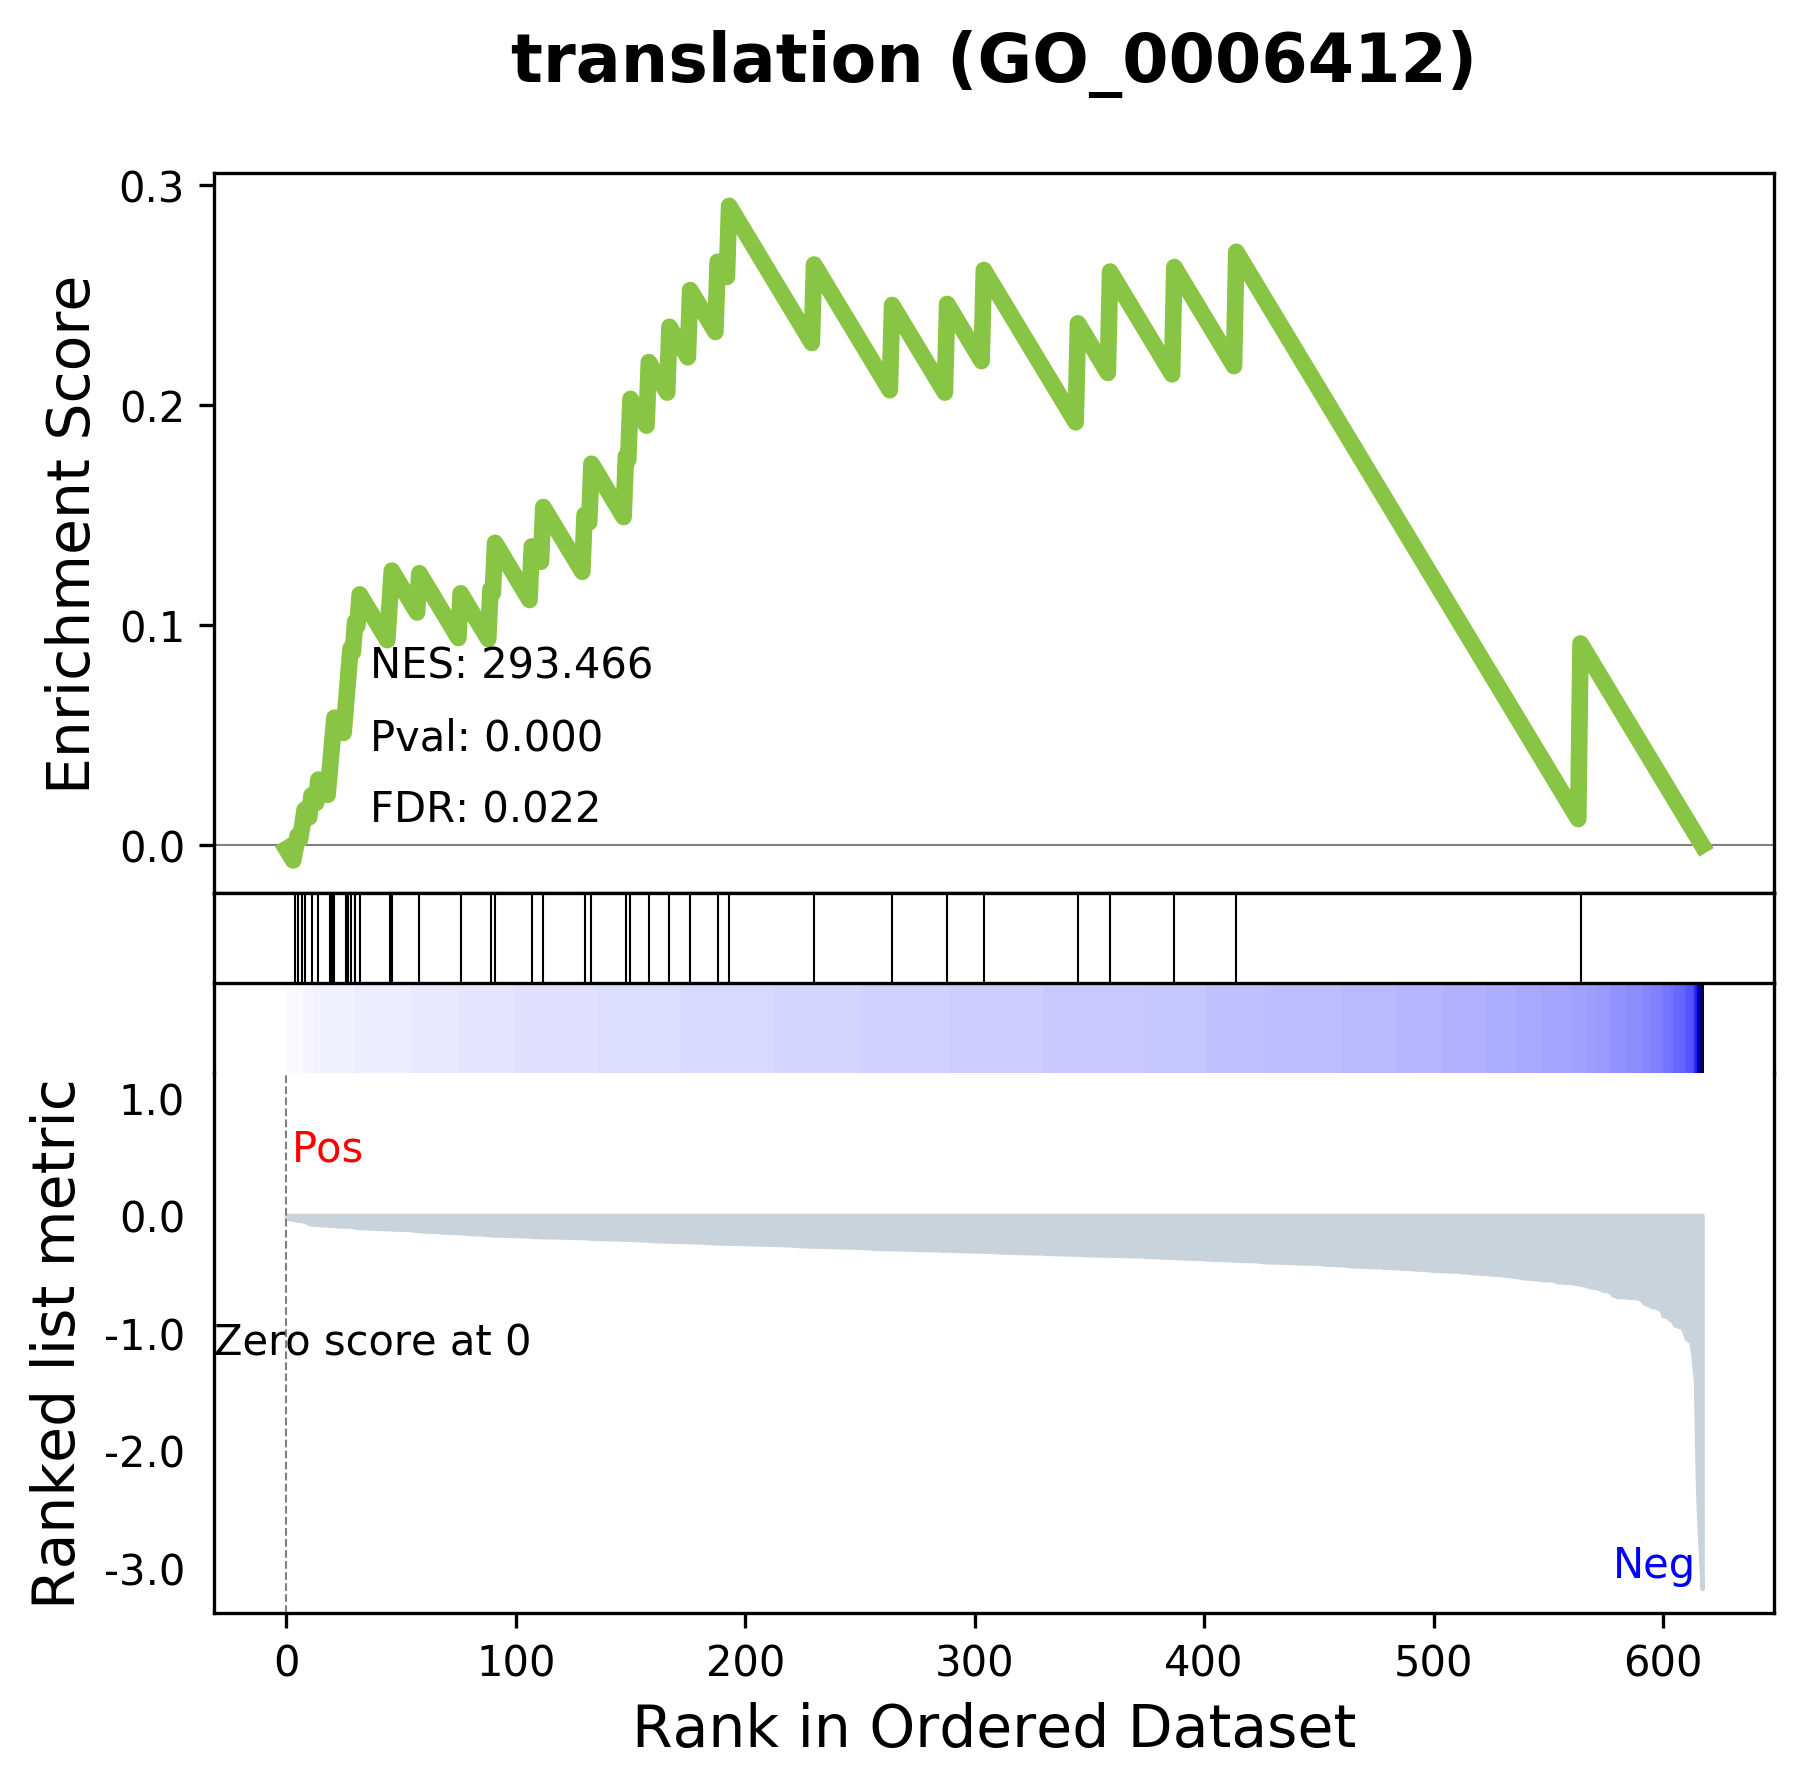 translation (GO_0006412)
Enrichment Score
0.3
0.2
0.1
0.0
NES: 293.466
Pval: 0.000
FDR: 0.022
Ranked list metric
1.0
0.0
-1.0
-2.0
-3.0
Pos
Zero score at 0
Neg
0 100 200 300 400 500 600
Rank in Ordered Dataset